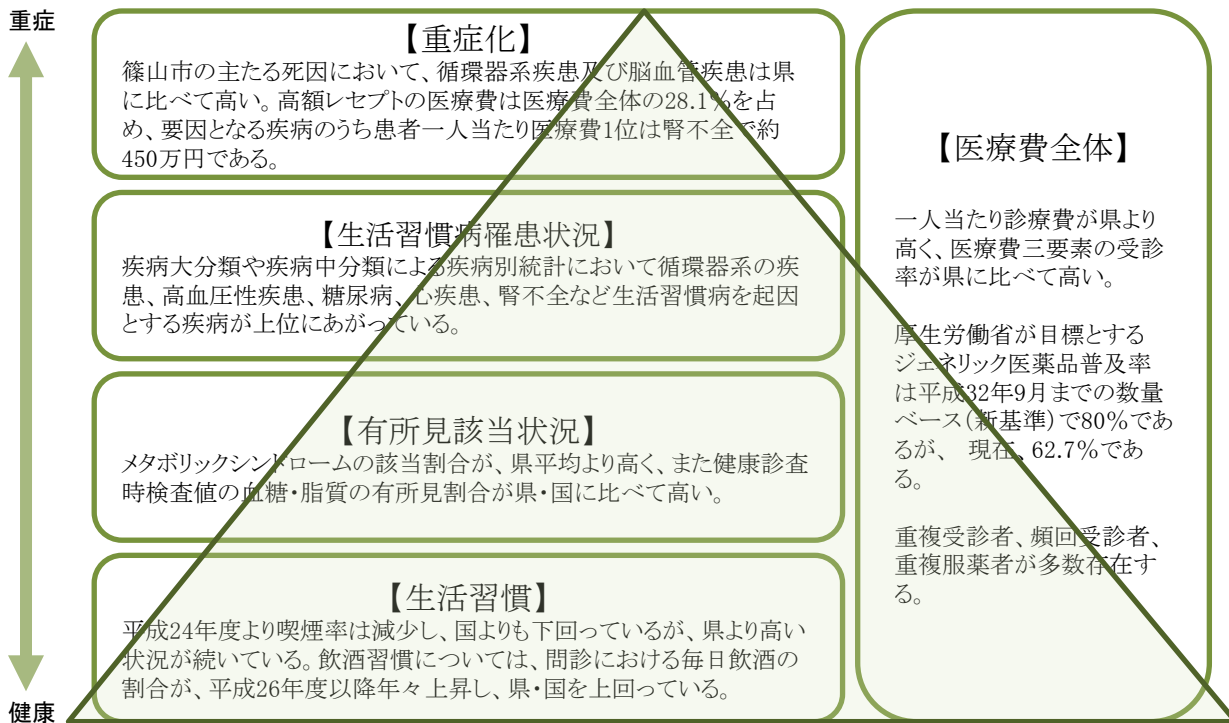 重症
【重症化】
篠山市の主たる死因において、循環器系疾患及び脳血管疾患は県
に比べて高い。高額レセプトの医療費は医療費全体の28.1%を占
め、要因となる疾病のうち患者一人当たり医療費1位は腎不全で約
450万円である。
【生活習慣病罹患状況】
疾病大分類や疾病中分類による疾病別統計において循環器系の疾
患、高血圧性疾患、糖尿病、心疾患、腎不全など生活習慣病を起因
とする疾病が上位にあがっている。
【有所見該当状況】
メタボリックシンドロームの該当割合が、県平均より高く、また健康診査
時検査値の血糖・脂質の有所見割合が県・国に比べて高い。
【生活習慣】
平成24年度より喫煙率は減少し、国よりも下回っているが、県より高い
状況が続いている。飲酒習慣については、問診における毎日飲酒の
割合が、平成26年度以降年々上昇し、県・国を上回っている。
健康
【医療費全体】
一人当たり診療費が県より
高く、医療費三要素の受診
率が県に比べて高い。
厚生労働省が目標とする
ジェネリック医薬品普及率
は平成32年9月までの数量
ベース(新基準)で80%であ
るが、 現在、62.7%であ
る。
重複受診者、頻回受診者、
重複服薬者が多数存在す
る。